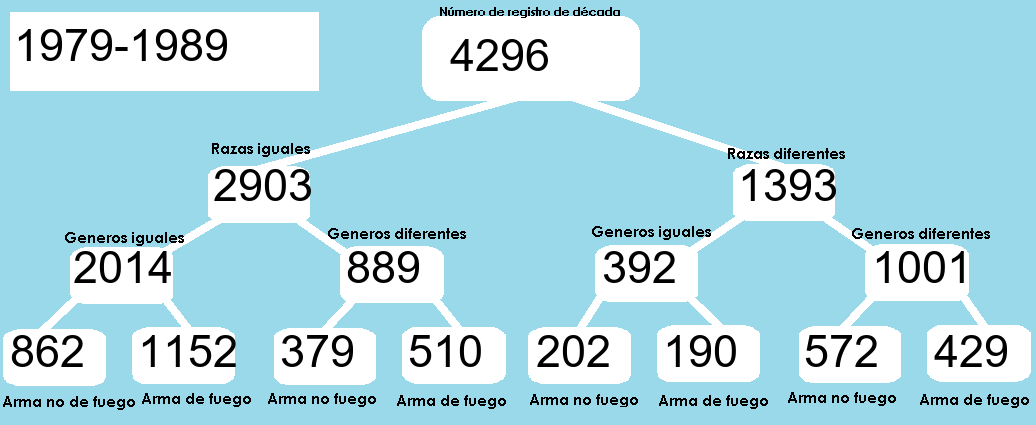 Número de registro de década
1979-1989
4296
Razas iguales
Razas diferentes
2903
1393
Generos iguales
Generos diferentes
Generos iguales
Generos diferentes
2014
889
392
1001
862
1152
379
510
202
190
572
429
Arma no de fuego
Arma de fuego
Arma no fuego
Arma de fuego
Arma no fuego
Arma de fuego
Arma no fuego
Arma de fuego